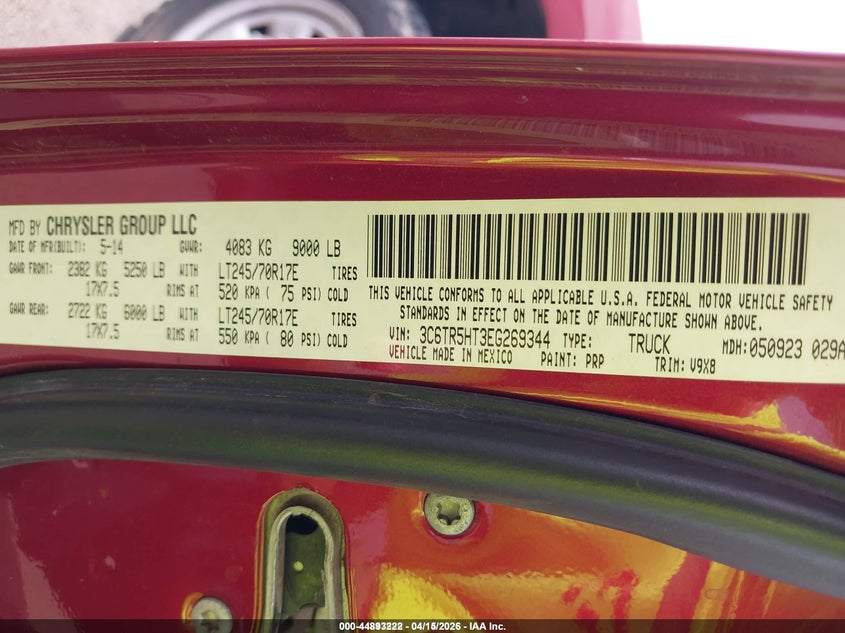 MFD BY CHRYSLER GROUP LLC
DATE OF MFR(BUILT): 5-14 GVWR: 4083 KG 9000 LB
GAWR FRONT: 2382 KG 5250 LB WITH LT245/70R17E TIRES
17X7.5 RIMS AT 520 KPA ( 75 PSI) COLD
GAWR REAR: 2722 KG 6000 LB WITH LT245/70R17E TIRES
17X7.5 RIMS AT 550 KPA ( 80 PSI) COLD
THIS VEHICLE CONFORMS TO ALL APPLICABLE U.S.A. FEDERAL MOTOR VEHICLE SAFETY
STANDARDS IN EFFECT ON THE DATE OF MANUFACTURE SHOWN ABOVE.
VIN: 3C6TR5HT3EG269344 TYPE: TRUCK MDH:050923 029A
VEHICLE MADE IN MEXICO PAINT: PRP TRIM: V9X8
000-44893222 - 04/15/2026 - IAA Inc.